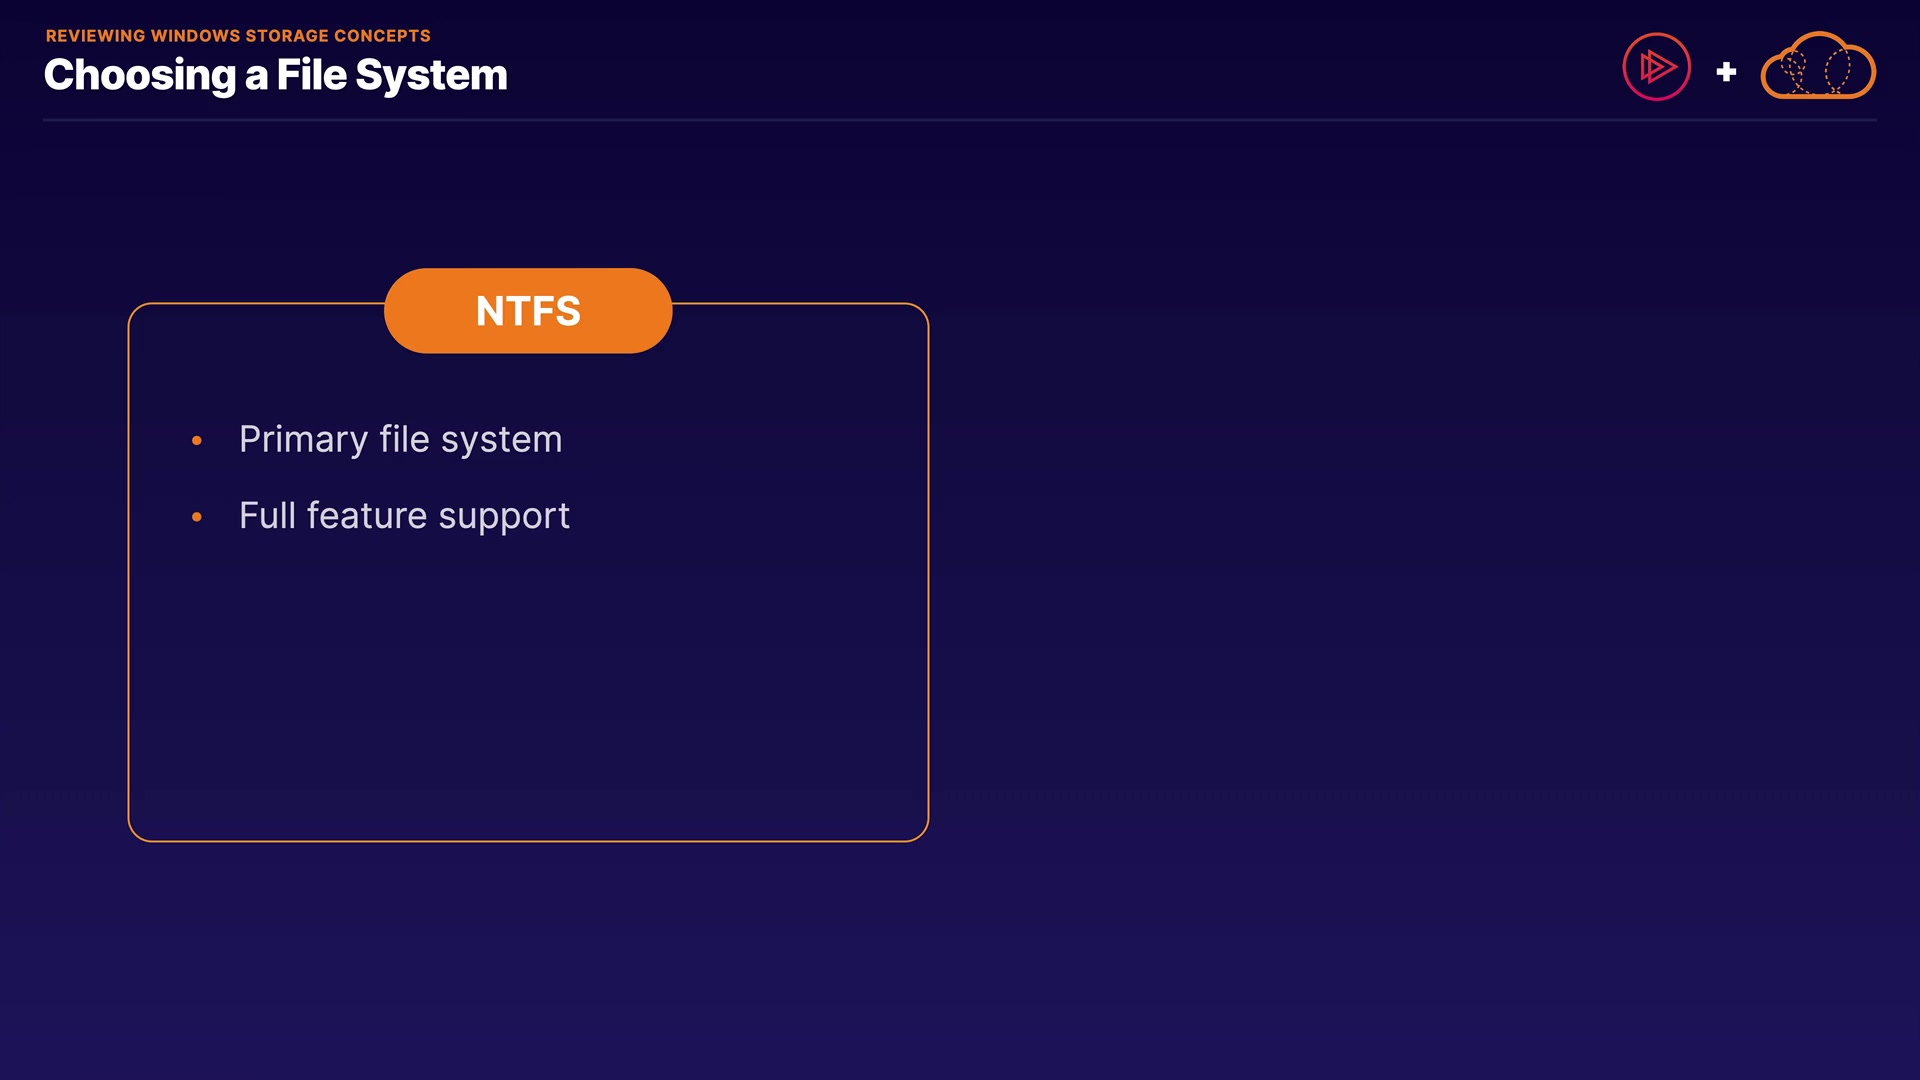 REVIEWING WINDOWS STORAGE CONCEPTS
Choosing a File System
+
NTFS
• Primary file system
• Full feature support